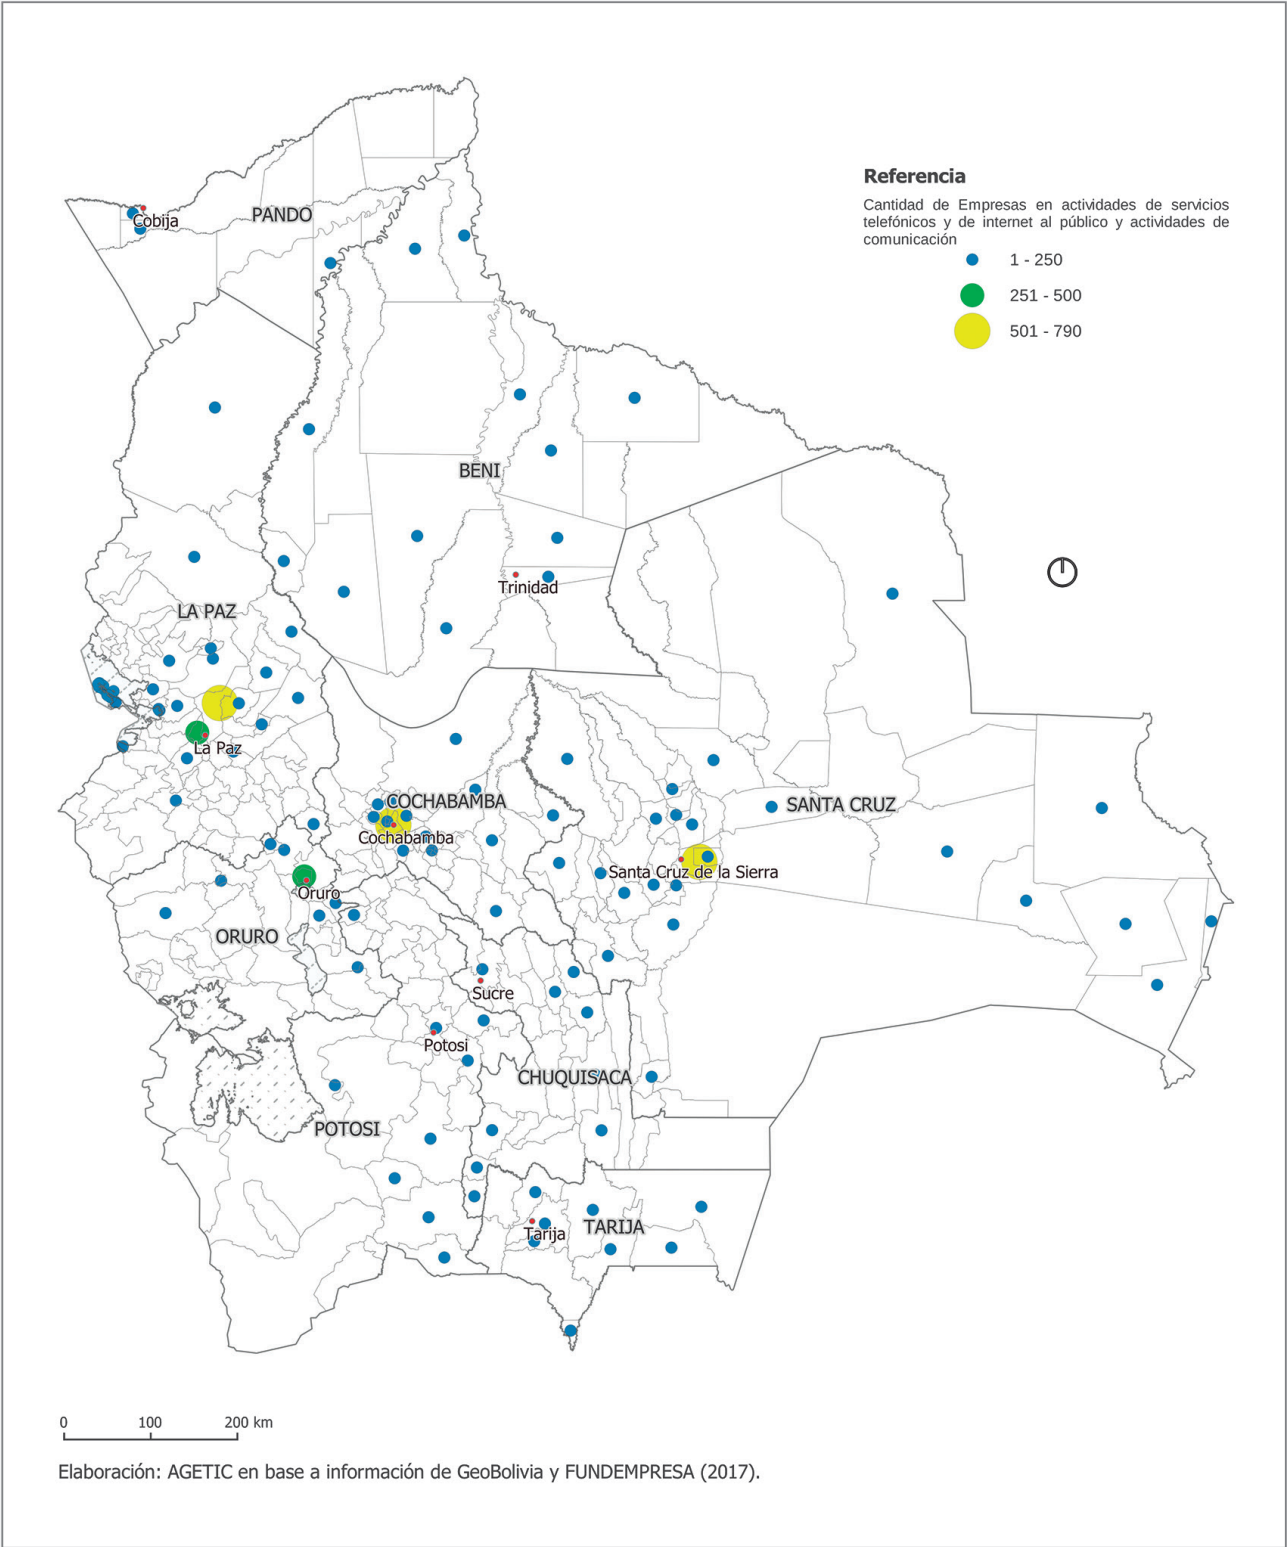 Referencia
Cantidad de Empresas en actividades de servicios
telefónicos y de internet al público y actividades de
comunicación
1 - 250
251 - 500
501 - 790
Cobija
PANDO
BENI
Trinidad
LA PAZ
La Paz
COCHABAMBA
Cochabamba
SANTA CRUZ
Santa Cruz de la Sierra
Oruro
ORURO
Sucre
Potosi
CHUQUISACA
POTOSI
TARIJA
Tarija
0 100 200 km
Elaboración: AGETIC en base a información de GeoBolivia y FUNDEMPRESA (2017).